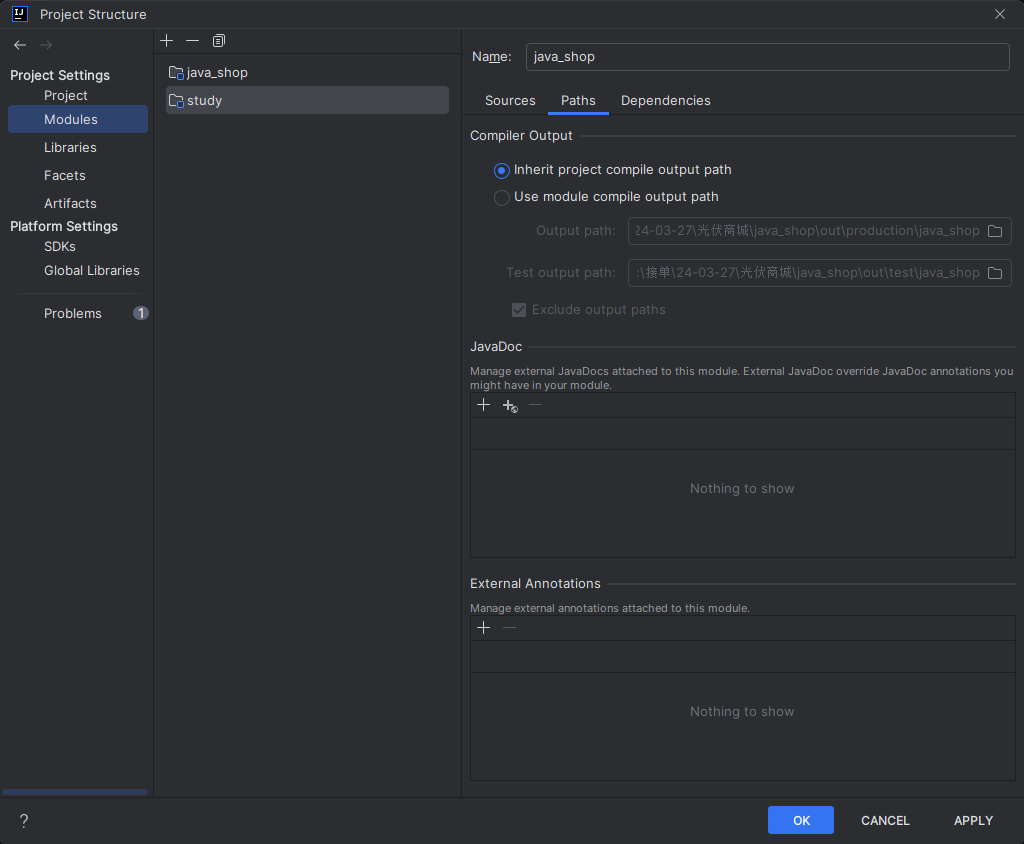 Project Structure
Project Settings
Project
Modules
Libraries
Facets
Artifacts
Platform Settings
SDKs
Global Libraries
Problems 1
java_shop
study
Name: java_shop
Sources Paths Dependencies
Compiler Output
Inherit project compile output path
Use module compile output path
Output path: 24-03-27\光伏商城\java_shop\out\production\java_shop
Test output path: :\接单\24-03-27\光伏商城\java_shop\out\test\java_shop
Exclude output paths
JavaDoc
Manage external JavaDocs attached to this module. External JavaDoc override JavaDoc annotations you
might have in your module.
Nothing to show
External Annotations
Manage external annotations attached to this module.
Nothing to show
? OK CANCEL APPLY